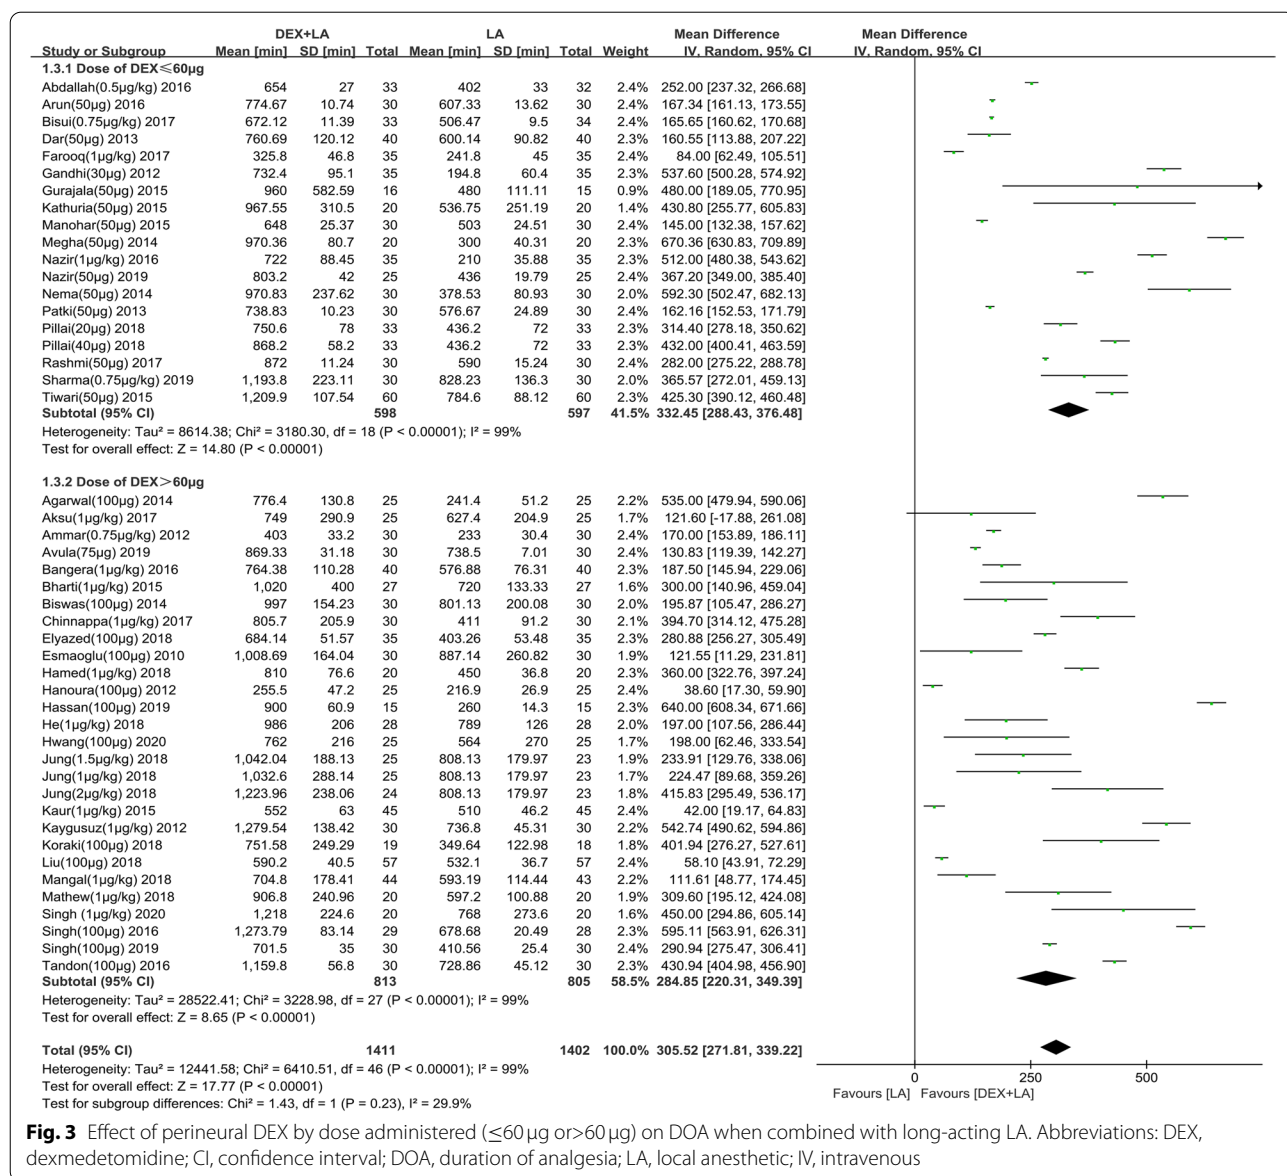 DEX+LA LA Mean Difference Mean Difference
Study or Subgroup Mean [min] SD [min] Total Mean [min] SD [min] Total Weight IV, Random, 95% CI IV, Random, 95% CI
1.3.1 Dose of DEX≤60μg
Abdallah(0.5μg/kg) 2016 654 27 33 402 33 32 2.4% 252.00 [237.32, 266.68]
Arun(50μg) 2016 774.67 10.74 30 607.33 13.62 30 2.4% 167.34 [161.13, 173.55]
Bisui(0.75μg/kg) 2017 672.12 11.39 33 506.47 9.5 34 2.4% 165.65 [160.62, 170.68]
Dar(50μg) 2013 760.69 120.12 40 600.14 90.82 40 2.3% 160.55 [113.88, 207.22]
Farooq(1μg/kg) 2017 325.8 46.8 35 241.8 45 35 2.4% 84.00 [62.49, 105.51]
Gandhi(30μg) 2012 732.4 95.1 35 194.8 60.4 35 2.3% 537.60 [500.28, 574.92]
Gurajala(50μg) 2015 960 582.59 16 480 111.11 15 0.9% 480.00 [189.05, 770.95]
Kathuria(50μg) 2015 967.55 310.5 20 536.75 251.19 20 1.4% 430.80 [255.77, 605.83]
Manohar(50μg) 2015 648 25.37 30 503 24.51 30 2.4% 145.00 [132.38, 157.62]
Megha(50μg) 2014 970.36 80.7 20 300 40.31 20 2.3% 670.36 [630.83, 709.89]
Nazir(1μg/kg) 2016 722 88.45 35 210 35.88 35 2.3% 512.00 [480.38, 543.62]
Nazir(50μg) 2019 803.2 42 25 436 19.79 25 2.4% 367.20 [349.00, 385.40]
Nema(50μg) 2014 970.83 237.62 30 378.53 80.93 30 2.0% 592.30 [502.47, 682.13]
Patki(50μg) 2013 738.83 10.23 30 576.67 24.89 30 2.4% 162.16 [152.53, 171.79]
Pillai(20μg) 2018 750.6 78 33 436.2 72 33 2.3% 314.40 [278.18, 350.62]
Pillai(40μg) 2018 868.2 58.2 33 436.2 72 33 2.3% 432.00 [400.41, 463.59]
Rashmi(50μg) 2017 872 11.24 30 590 15.24 30 2.4% 282.00 [275.22, 288.78]
Sharma(0.75μg/kg) 2019 1,193.8 223.11 30 828.23 136.3 30 2.0% 365.57 [272.01, 459.13]
Tiwari(50μg) 2015 1,209.9 107.54 60 784.6 88.12 60 2.3% 425.30 [390.12, 460.48]
Subtotal (95% CI) 598 597 41.5% 332.45 [288.43, 376.48]
Heterogeneity: Tau² = 8614.38; Chi² = 3180.30, df = 18 (P < 0.00001); I² = 99%
Test for overall effect: Z = 14.80 (P < 0.00001)
1.3.2 Dose of DEX>60μg
Agarwal(100μg) 2014 776.4 130.8 25 241.4 51.2 25 2.2% 535.00 [479.94, 590.06]
Aksu(1μg/kg) 2017 749 290.9 25 627.4 204.9 25 1.7% 121.60 [-17.88, 261.08]
Ammar(0.75μg/kg) 2012 403 33.2 30 233 30.4 30 2.4% 170.00 [153.89, 186.11]
Avula(75μg) 2019 869.33 31.18 30 738.5 7.01 30 2.4% 130.83 [119.39, 142.27]
Bangera(1μg/kg) 2016 764.38 110.28 40 576.88 76.31 40 2.3% 187.50 [145.94, 229.06]
Bharti(1μg/kg) 2015 1,020 400 27 720 133.33 27 1.6% 300.00 [140.96, 459.04]
Biswas(100μg) 2014 997 154.23 30 801.13 200.08 30 2.0% 195.87 [105.47, 286.27]
Chinnappa(1μg/kg) 2017 805.7 205.9 30 411 91.2 30 2.1% 394.70 [314.12, 475.28]
Elyazed(100μg) 2018 684.14 51.57 35 403.26 53.48 35 2.3% 280.88 [256.27, 305.49]
Esmaoglu(100μg) 2010 1,008.69 164.04 30 887.14 260.82 30 1.9% 121.55 [11.29, 231.81]
Hamed(1μg/kg) 2018 810 76.6 20 450 36.8 20 2.3% 360.00 [322.76, 397.24]
Hanoura(100μg) 2012 255.5 47.2 25 216.9 26.9 25 2.4% 38.60 [17.30, 59.90]
Hassan(100μg) 2019 900 60.9 15 260 14.3 15 2.3% 640.00 [608.34, 671.66]
He(1μg/kg) 2018 986 206 28 789 126 28 2.0% 197.00 [107.56, 286.44]
Hwang(100μg) 2020 762 216 25 564 270 25 1.7% 198.00 [62.46, 333.54]
Jung(1.5μg/kg) 2018 1,042.04 188.13 25 808.13 179.97 23 2.0% 233.91 [129.76, 338.06]
Jung(1μg/kg) 2018 1,032.6 288.14 25 808.13 179.97 23 1.7% 224.47 [89.68, 359.26]
Jung(2μg/kg) 2018 1,223.96 238.06 24 808.13 179.97 23 1.8% 415.83 [295.49, 536.17]
Kaur(1μg/kg) 2015 552 63 45 510 46.2 45 2.4% 42.00 [19.17, 64.83]
Kaygusuz(1μg/kg) 2012 1,279.54 138.42 30 736.8 45.31 30 2.2% 542.74 [490.62, 594.86]
Koraki(100μg) 2018 751.58 249.29 19 349.64 122.98 18 1.8% 401.94 [276.27, 527.61]
Liu(100μg) 2018 590.2 40.5 57 532.1 36.7 57 2.4% 58.10 [43.91, 72.29]
Mangal(1μg/kg) 2018 704.8 178.41 44 593.19 114.44 43 2.2% 111.61 [48.77, 174.45]
Mathew(1μg/kg) 2018 906.8 240.96 20 597.2 100.88 20 1.9% 309.60 [195.12, 424.08]
Singh (1μg/kg) 2020 1,218 224.6 20 768 273.6 20 1.6% 450.00 [294.86, 605.14]
Singh(100μg) 2016 1,273.79 83.14 29 678.68 20.49 28 2.3% 595.11 [563.91, 626.31]
Singh(100μg) 2019 701.5 35 30 410.56 25.4 30 2.4% 290.94 [275.47, 306.41]
Tandon(100μg) 2016 1,159.8 56.8 30 728.86 45.12 30 2.3% 430.94 [404.98, 456.90]
Subtotal (95% CI) 813 805 58.5% 284.85 [220.31, 349.39]
Heterogeneity: Tau² = 28522.41; Chi² = 3228.98, df = 27 (P < 0.00001); I² = 99%
Test for overall effect: Z = 8.65 (P < 0.00001)
Total (95% CI) 1411 1402 100.0% 305.52 [271.81, 339.22]
Heterogeneity: Tau² = 12441.58; Chi² = 6410.51, df = 46 (P < 0.00001); I² = 99%
Test for overall effect: Z = 17.77 (P < 0.00001)
Test for subgroup differences: Chi² = 1.43, df = 1 (P = 0.23), I² = 29.9%
0 250 500
Favours [LA] Favours [DEX+LA]
Fig. 3 Effect of perineural DEX by dose administered (≤60 μg or>60 μg) on DOA when combined with long-acting LA. Abbreviations: DEX,
dexmedetomidine; CI, confidence interval; DOA, duration of analgesia; LA, local anesthetic; IV, intravenous